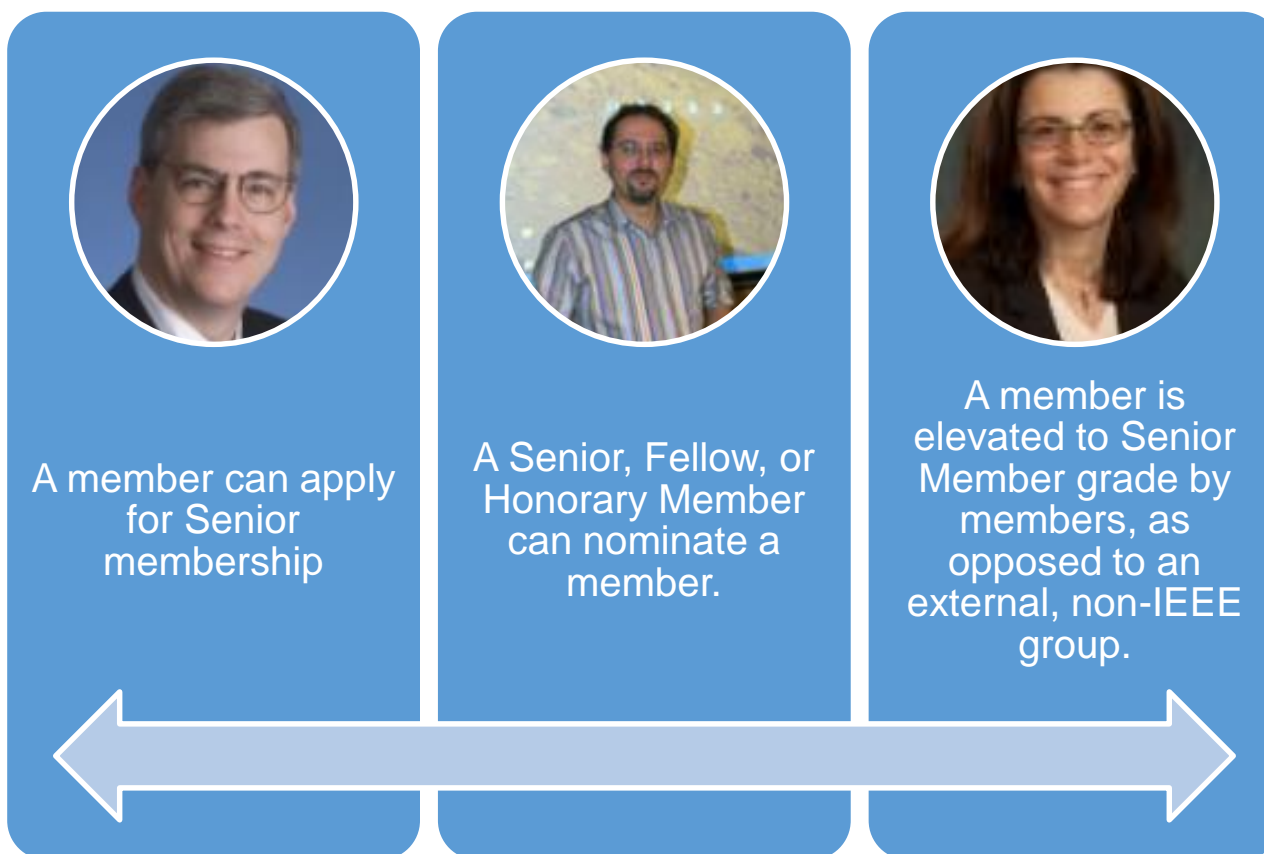 A member can apply
for Senior
membership
A Senior, Fellow, or
Honorary Member
can nominate a
member.
A member is
elevated to Senior
Member grade by
members, as
opposed to an
external, non-IEEE
group.